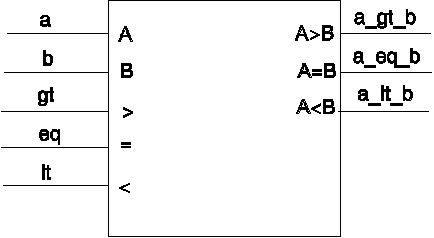 a
A
A>B
a_gt_b
b
B
A=B
a_eq_b
gt
>
A<B
a_lt_b
eq
=
lt
<